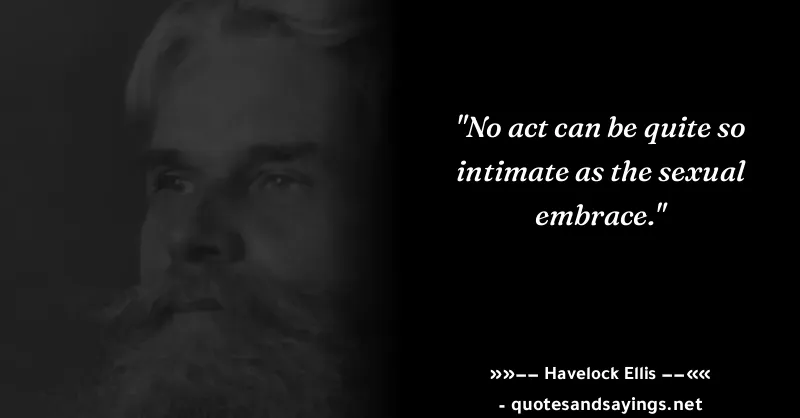 "No act can be quite so
intimate as the sexual
embrace."
»»–– Havelock Ellis ––««
- quotesandsayings.net